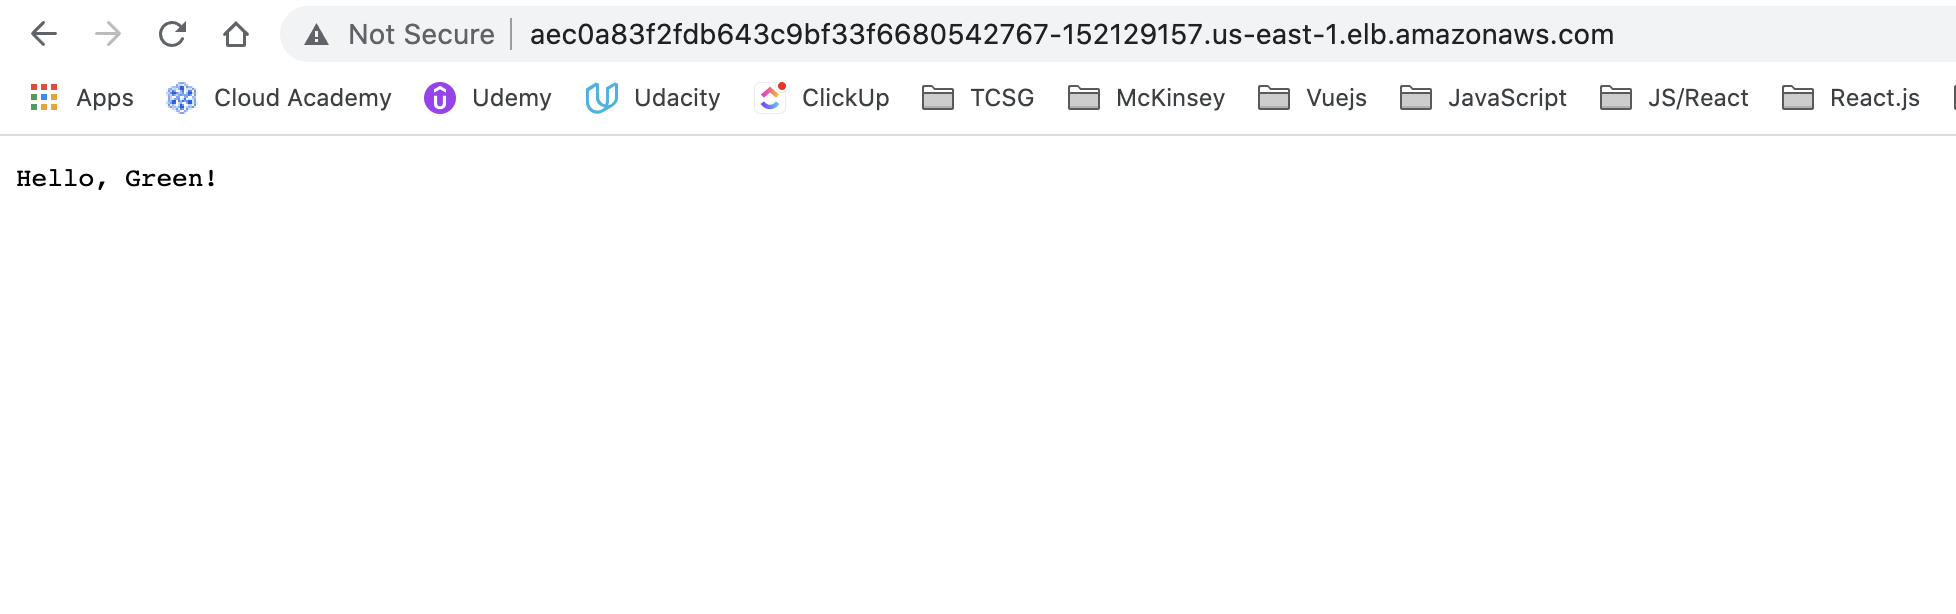 Not Secure aec0a83f2fdb643c9bf33f6680542767-152129157.us-east-1.elb.amazonaws.com
Apps Cloud Academy Udemy Udacity ClickUp TCSG McKinsey Vuejs JavaScript JS/React React.js
Hello, Green!